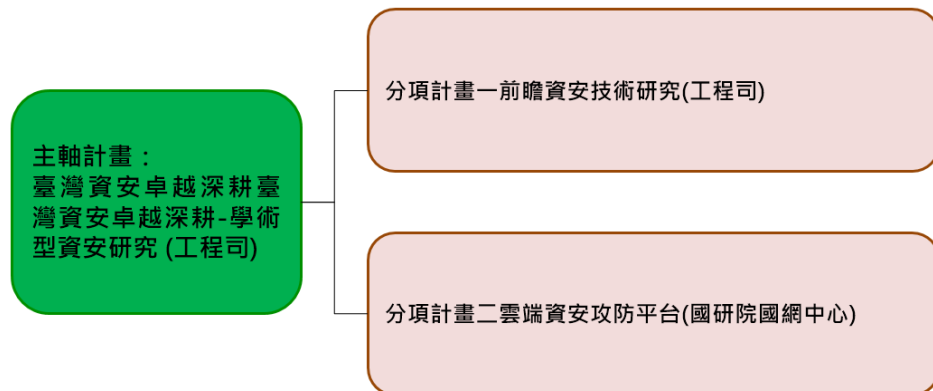 主軸計畫：
臺灣資安卓越深耕臺
灣資安卓越深耕-學術
型資安研究 (工程司)
分項計畫一前瞻資安技術研究(工程司)
分項計畫二雲端資安攻防平台(國研院國網中心)